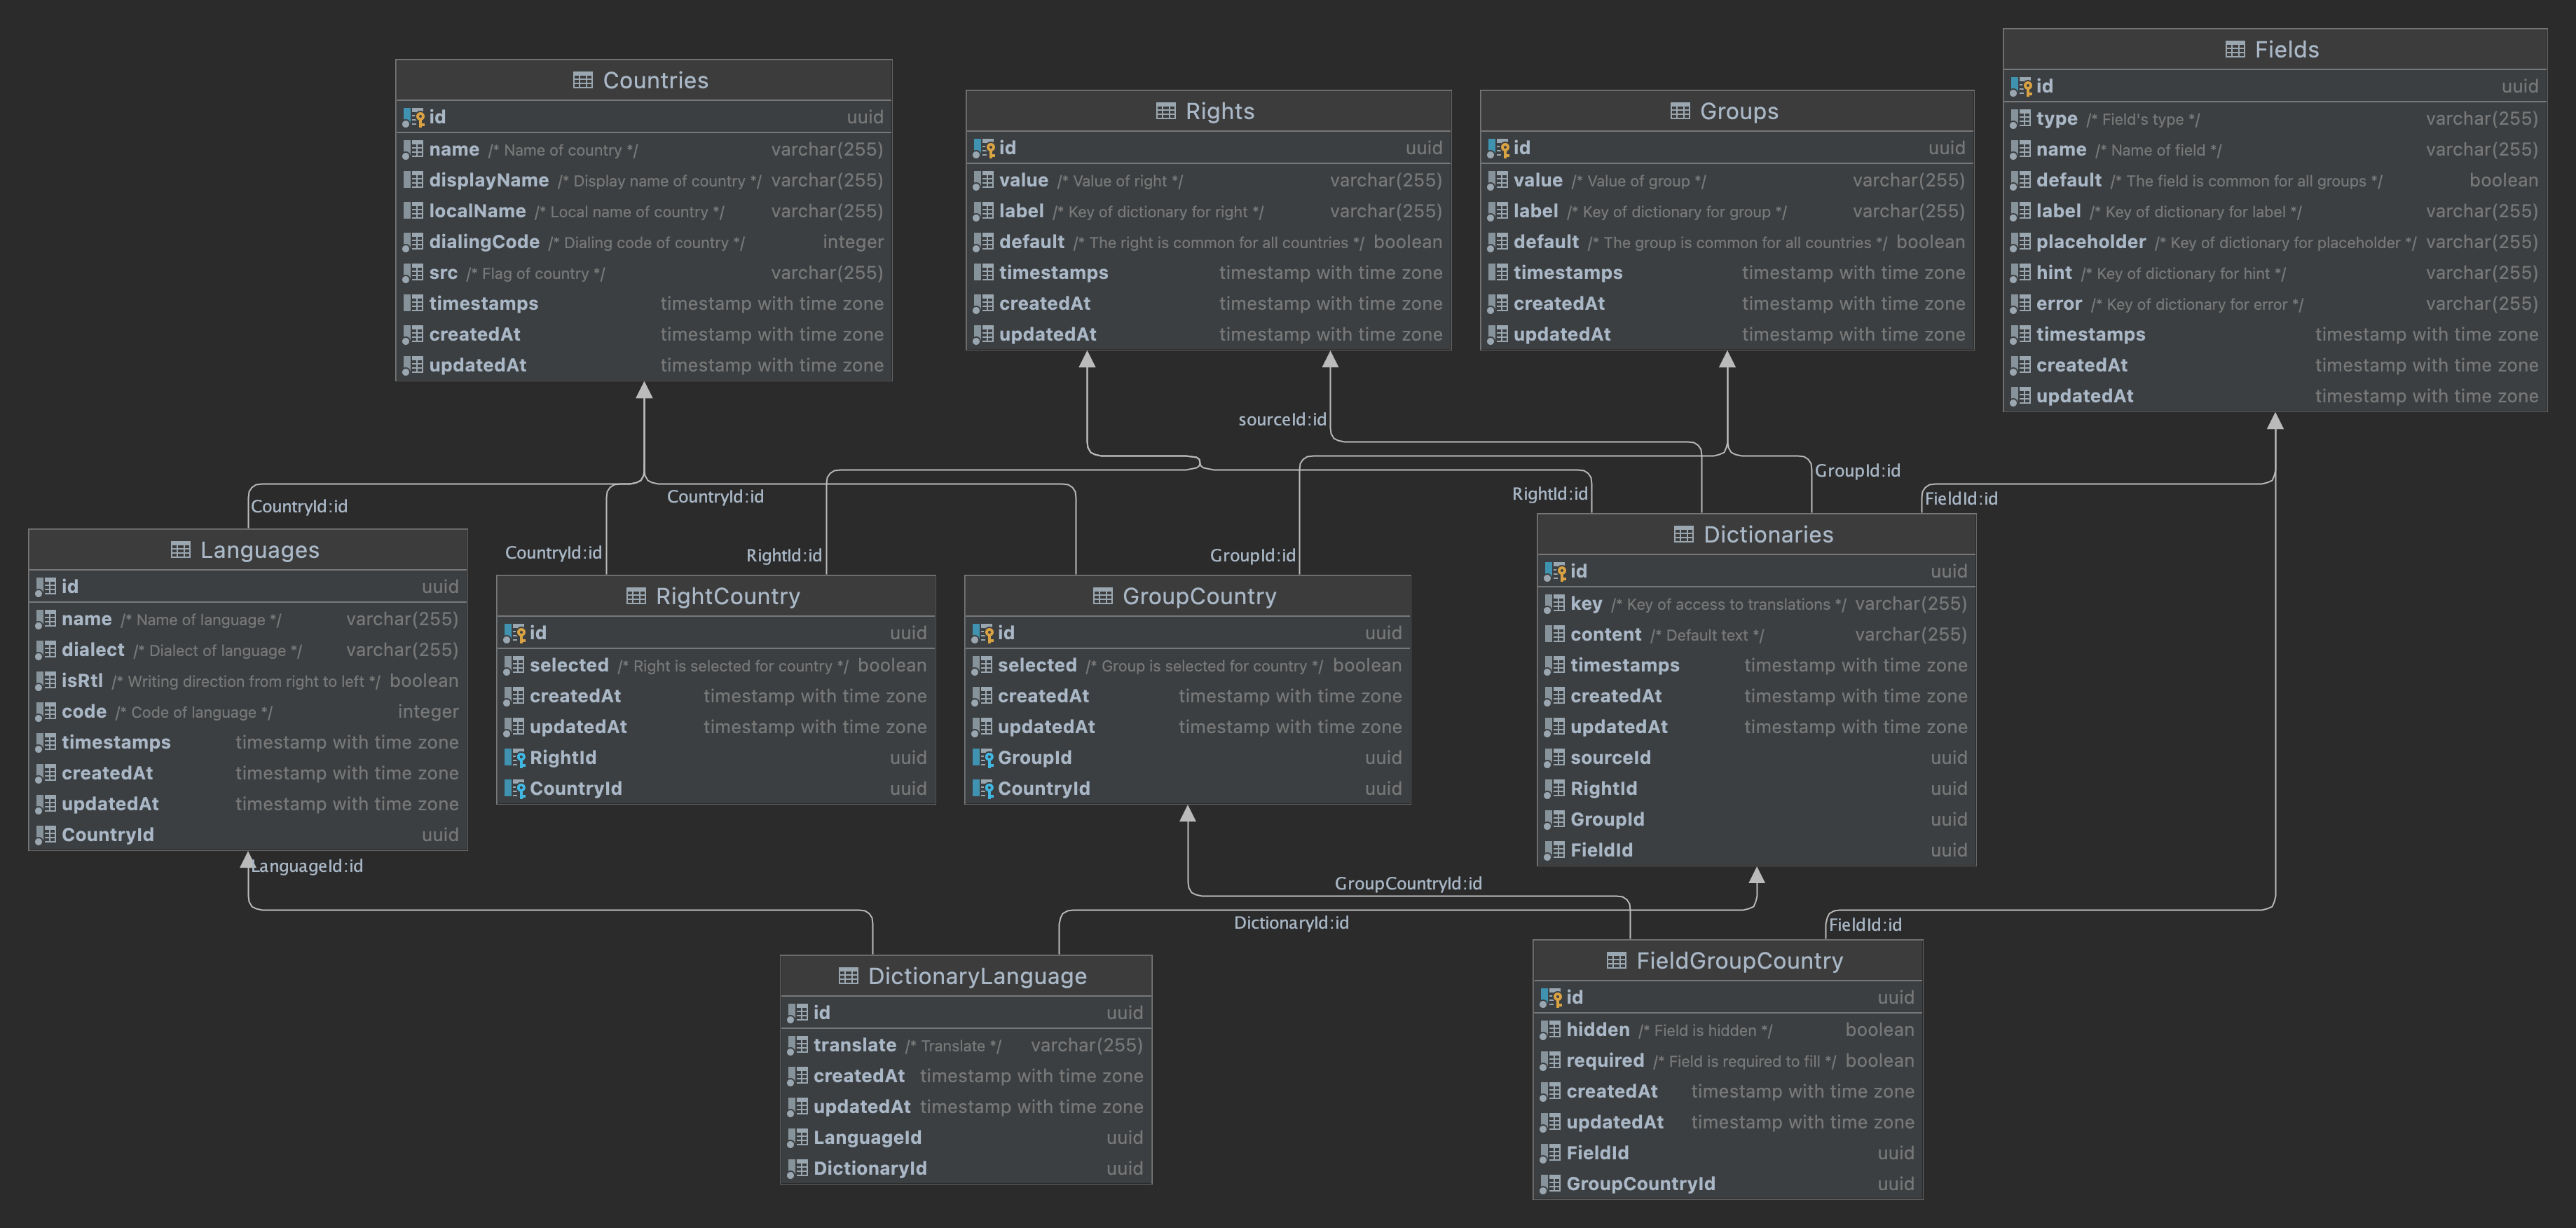 Countries
id uuid
name /* Name of country */ varchar(255)
displayName /* Display name of country */ varchar(255)
localName /* Local name of country */ varchar(255)
dialingCode /* Dialing code of country */ integer
src /* Flag of country */ varchar(255)
timestamps timestamp with time zone
createdAt timestamp with time zone
updatedAt timestamp with time zone
Rights
id uuid
value /* Value of right */ varchar(255)
label /* Key of dictionary for right */ varchar(255)
default /* The right is common for all countries */ boolean
timestamps timestamp with time zone
createdAt timestamp with time zone
updatedAt timestamp with time zone
Groups
id uuid
value /* Value of group */ varchar(255)
label /* Key of dictionary for group */ varchar(255)
default /* The group is common for all countries */ boolean
timestamps timestamp with time zone
createdAt timestamp with time zone
updatedAt timestamp with time zone
Fields
id uuid
type /* Field's type */ varchar(255)
name /* Name of field */ varchar(255)
default /* The field is common for all groups */ boolean
label /* Key of dictionary for label */ varchar(255)
placeholder /* Key of dictionary for placeholder */ varchar(255)
hint /* Key of dictionary for hint */ varchar(255)
error /* Key of dictionary for error */ varchar(255)
timestamps timestamp with time zone
createdAt timestamp with time zone
updatedAt timestamp with time zone
sourceId:id
GroupId:id
CountryId:id
CountryId:id
RightId:id
FieldId:id
CountryId:id
RightId:id
GroupId:id
Languages
id uuid
name /* Name of language */ varchar(255)
dialect /* Dialect of language */ varchar(255)
isRtl /* Writing direction from right to left */ boolean
code /* Code of language */ integer
timestamps timestamp with time zone
createdAt timestamp with time zone
updatedAt timestamp with time zone
CountryId uuid
RightCountry
id uuid
selected /* Right is selected for country */ boolean
createdAt timestamp with time zone
updatedAt timestamp with time zone
RightId uuid
CountryId uuid
GroupCountry
id uuid
selected /* Group is selected for country */ boolean
createdAt timestamp with time zone
updatedAt timestamp with time zone
GroupId uuid
CountryId uuid
Dictionaries
id uuid
key /* Key of access to translations */ varchar(255)
content /* Default text */ varchar(255)
timestamps timestamp with time zone
createdAt timestamp with time zone
updatedAt timestamp with time zone
sourceId uuid
RightId uuid
GroupId uuid
FieldId uuid
LanguageId:id
GroupCountryId:id
DictionaryId:id
FieldId:id
DictionaryLanguage
id uuid
translate /* Translate */ varchar(255)
createdAt timestamp with time zone
updatedAt timestamp with time zone
LanguageId uuid
DictionaryId uuid
FieldGroupCountry
id uuid
hidden /* Field is hidden */ boolean
required /* Field is required to fill */ boolean
createdAt timestamp with time zone
updatedAt timestamp with time zone
FieldId uuid
GroupCountryId uuid